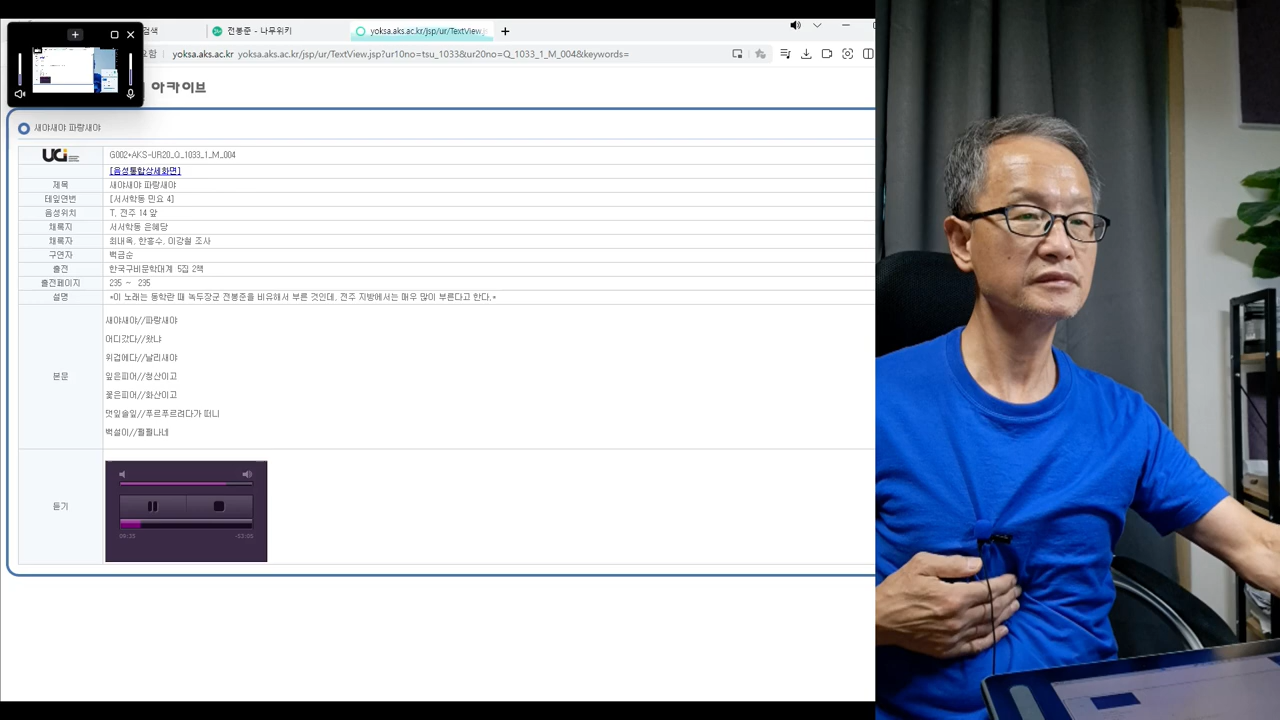 검색
전봉준 - 나무위키
yoksa.aks.ac.kr/jsp/ur/TextView.j
요함
yoksa.aks.ac.kr yoksa.aks.ac.kr/jsp/ur/TextView.jsp?ur10no=tsu_1033&ur20no=Q_1033_1_M_004&keywords=
아카이브
새야새야 파랑새야
UCi G002+AKS-UR20_Q_1033_1_M_004
[음성통합상세화면]
제목 새야새야 파랑새야
테잎연번 [서서학동 민요 4]
음성위치 T. 전주 14 앞
채록지 서서학동 은혜당
채록자 최내옥, 한홍수, 이강철 조사
구연자 백금순
출전 한국구비문학대계 5집 2책
출전페이지 235 ~ 235
설명 *이 노래는 동학란 때 녹두장군 전봉준을 비유해서 부른 것인데, 전주 지방에서는 매우 많이 부른다고 한다.*
본문
새야새야//파랑새야
어디갔다//왔냐
위겁에다//날리새야
잎은피어//청산이고
꽃은피어//화산이고
댓잎솔잎//푸르푸르려다가 떠니
백설이//펄펄나네
듣기
09:35 -53:05